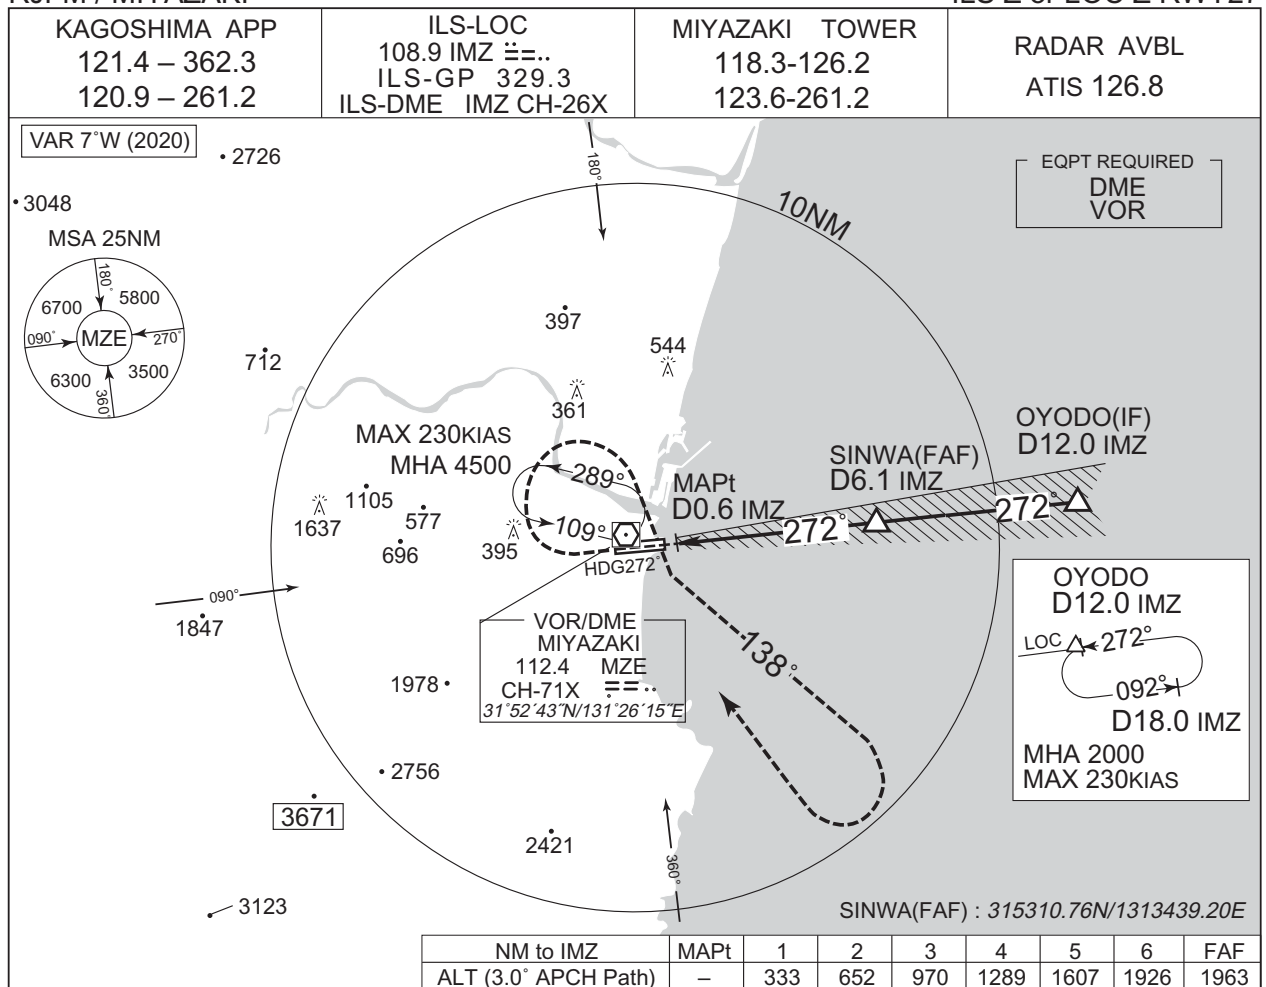 KAGOSHIMA APP
121.4 – 362.3
120.9 – 261.2
ILS-LOC
108.9 IMZ
ILS-GP 329.3
ILS-DME IMZ CH-26X
MIYAZAKI TOWER
118.3-126.2
123.6-261.2
RADAR AVBL
ATIS 126.8
VAR 7°W (2020)
2726
3048
MSA 25NM
180°
6700
5800
090°
MZE
270°
6300
3500
360°
180°
10NM
EQPT REQUIRED
DME
VOR
397
544
712
361
MAX 230KIAS
MHA 4500
289°
109°
1105
1637
577
696
395
MAPt
D0.6 IMZ
SINWA(FAF)
D6.1 IMZ
OYODO(IF)
D12.0 IMZ
272°
272°
HDG272°
090°
1847
VOR/DME
MIYAZAKI
112.4 MZE
CH-71X
31°52′43″N/131°26′15″E
138°
1978
2756
3671
2421
3123
360°
OYODO
D12.0 IMZ
LOC
272°
092°
D18.0 IMZ
MHA 2000
MAX 230KIAS
SINWA(FAF) : 315310.76N/1313439.20E
NM to IMZ MAPt 1 2 3 4 5 6 FAF
ALT (3.0° APCH Path) – 333 652 970 1289 1607 1926 1963